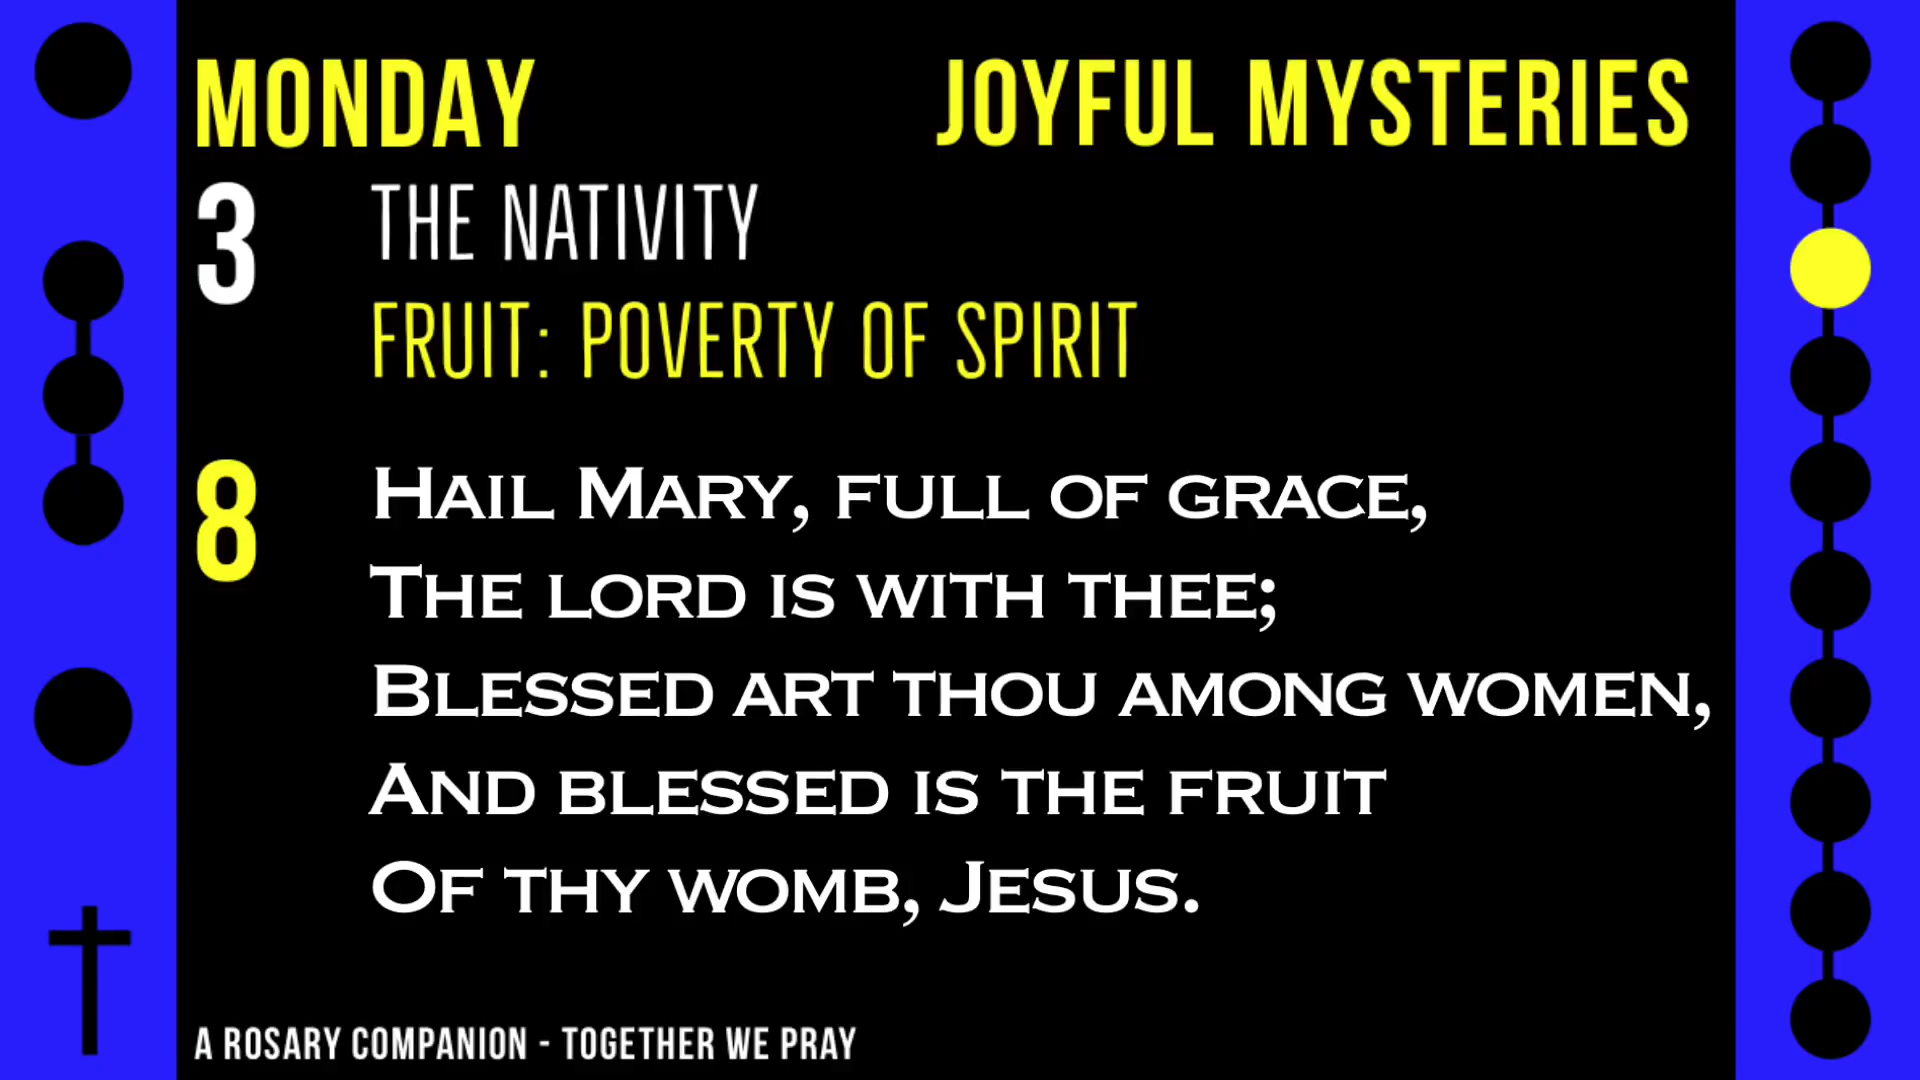 MONDAY JOYFUL MYSTERIES
3 THE NATIVITY
FRUIT: POVERTY OF SPIRIT
8 Hail Mary, full of grace,
The lord is with thee;
Blessed art thou among women,
And blessed is the fruit
Of thy womb, Jesus.
A ROSARY COMPANION - TOGETHER WE PRAY